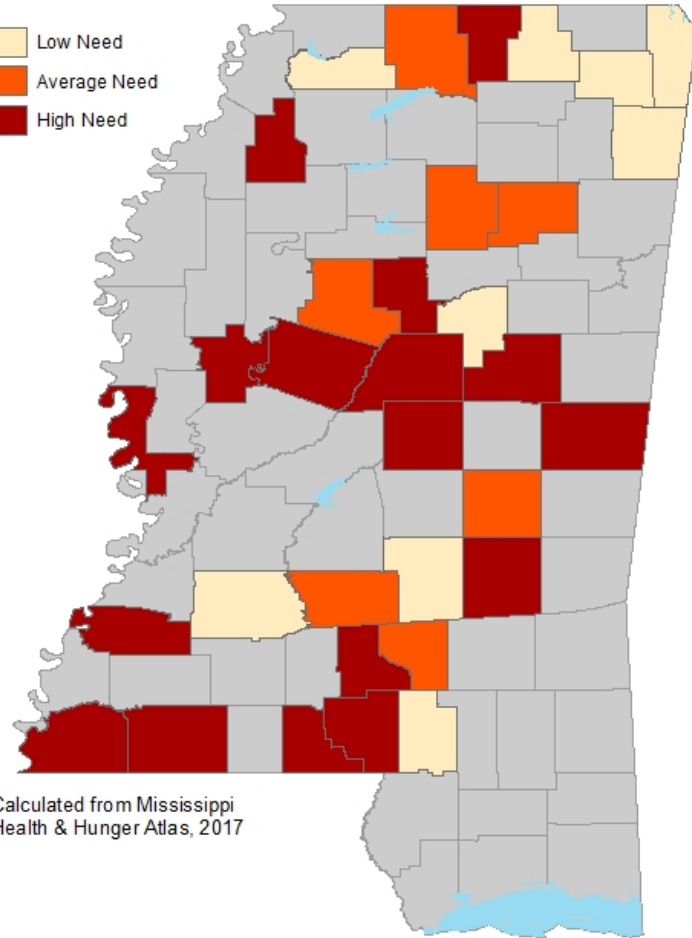 Low Need
Average Need
High Need
Calculated from Mississippi
Health & Hunger Atlas, 2017